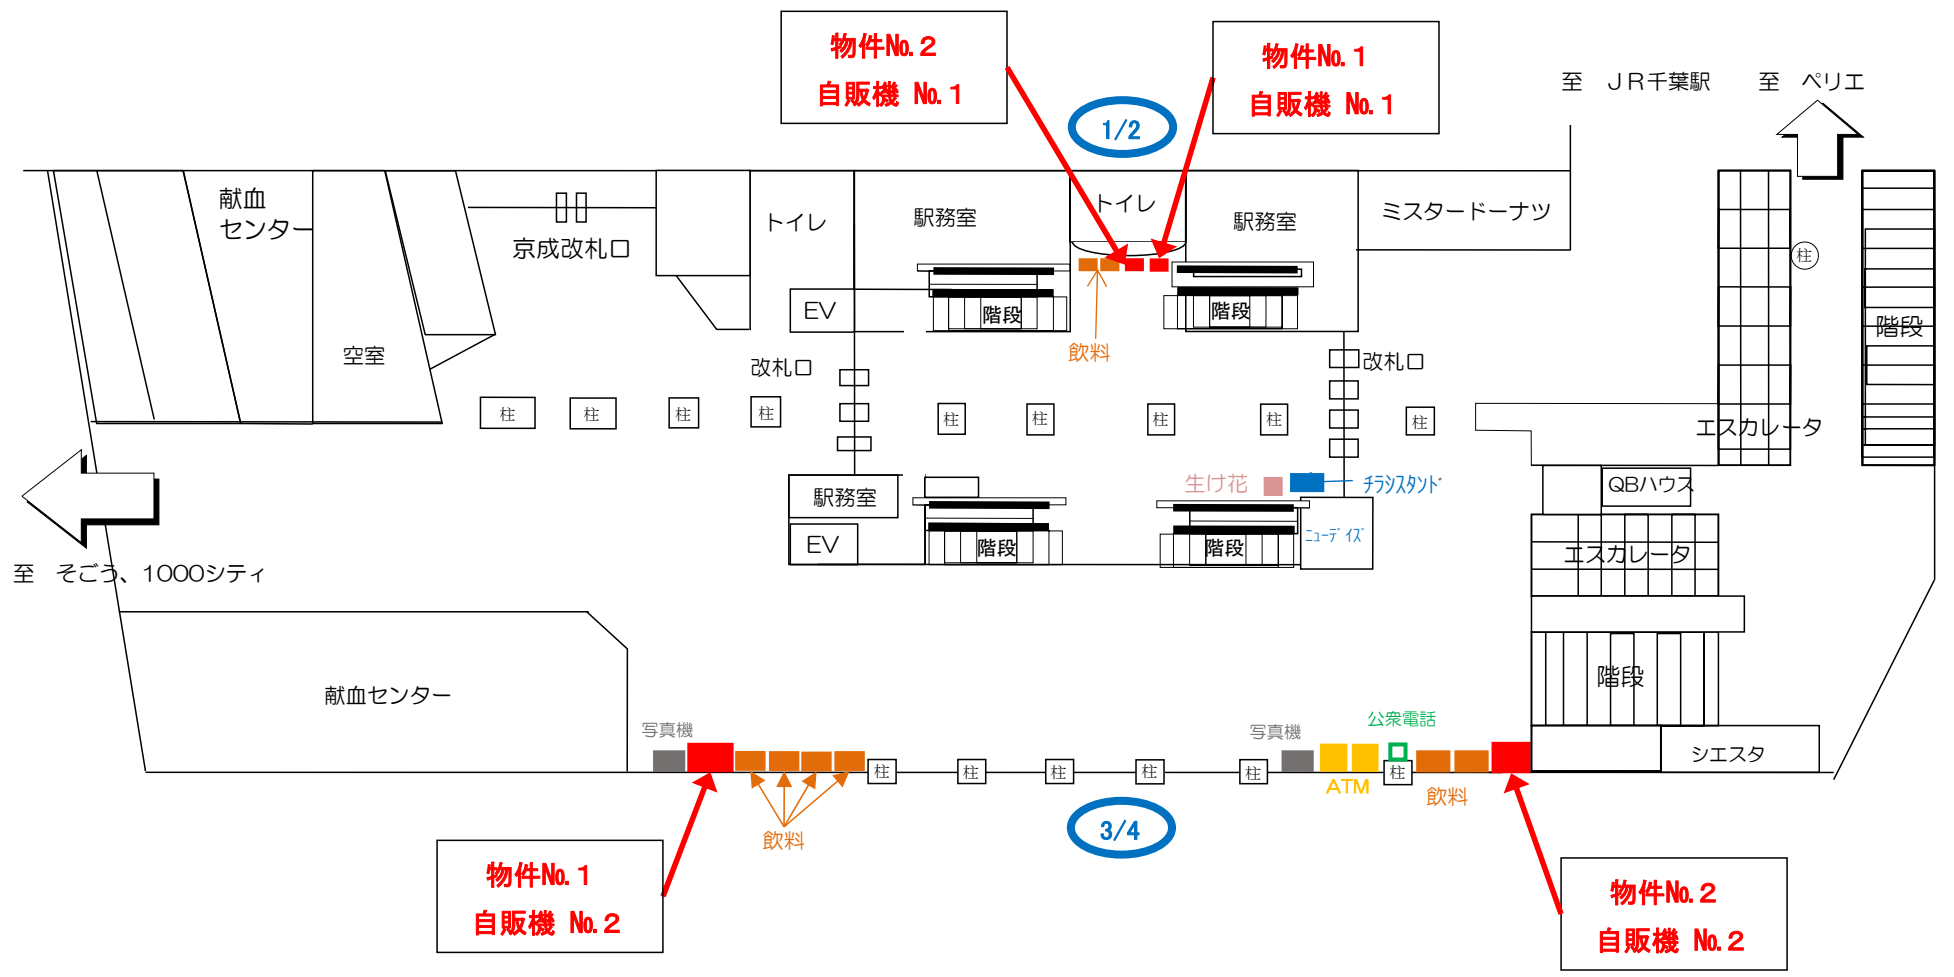 物件№.２
自販機 №.１
物件№.１
自販機 №.１
至　ＪＲ千葉駅
至　ペリエ
1/2
献血
センター
京成改札口
トイレ
駅務室
トイレ
駅務室
ミスタードーナツ
柱
EV
階段
階段
階段
空室
飲料
改札口
改札口
柱
柱
柱
柱
柱
柱
柱
柱
柱
エスカレータ
生け花
ﾁﾗｼｽﾀﾝﾄﾞ
駅務室
QBハウス
EV
階段
階段
ﾆｭｰﾃﾞｲｽﾞ
エスカレータ
至　そごう、1000シティ
献血センター
階段
写真機
写真機
公衆電話
シエスタ
柱
柱
柱
柱
柱
柱
ATM
飲料
飲料
3/4
物件№.１
自販機 №.２
物件№.２
自販機 №.２